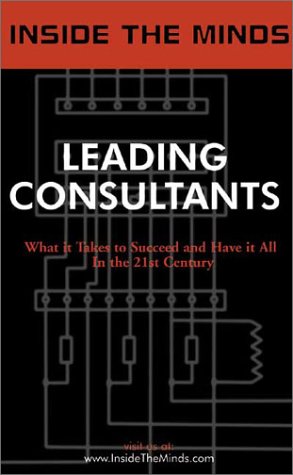 INSIDE THE MINDS
LEADING
CONSULTANTS
What it Takes to Succeed and Have it All
In the 21st Century
visit us at:
www.InsideTheMinds.com